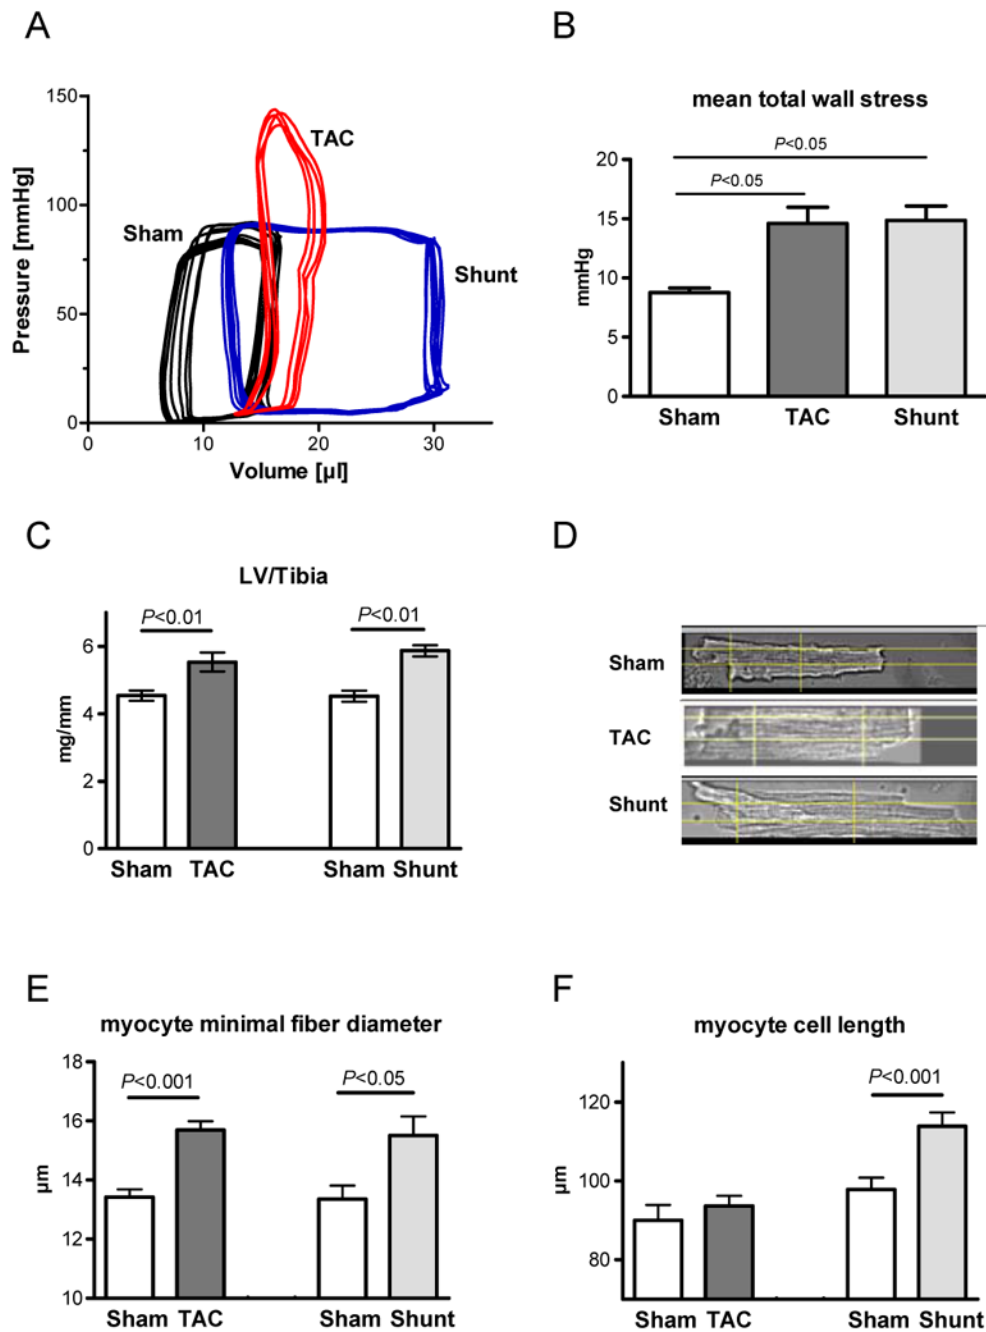 A
150
100
50
0
Pressure [mmHg]
TAC
Sham
Shunt
0 10 20 30
Volume [µl]
B
mean total wall stress
P<0.05
P<0.05
20
15
10
5
0
mmHg
Sham TAC Shunt
C
LV/Tibia
P<0.01 P<0.01
6
4
2
0
mg/mm
Sham TAC Sham Shunt
D
Sham
TAC
Shunt
E
myocyte minimal fiber diameter
P<0.001 P<0.05
18
16
14
12
10
µm
Sham TAC Sham Shunt
F
myocyte cell length
P<0.001
120
100
80
µm
Sham TAC Sham Shunt